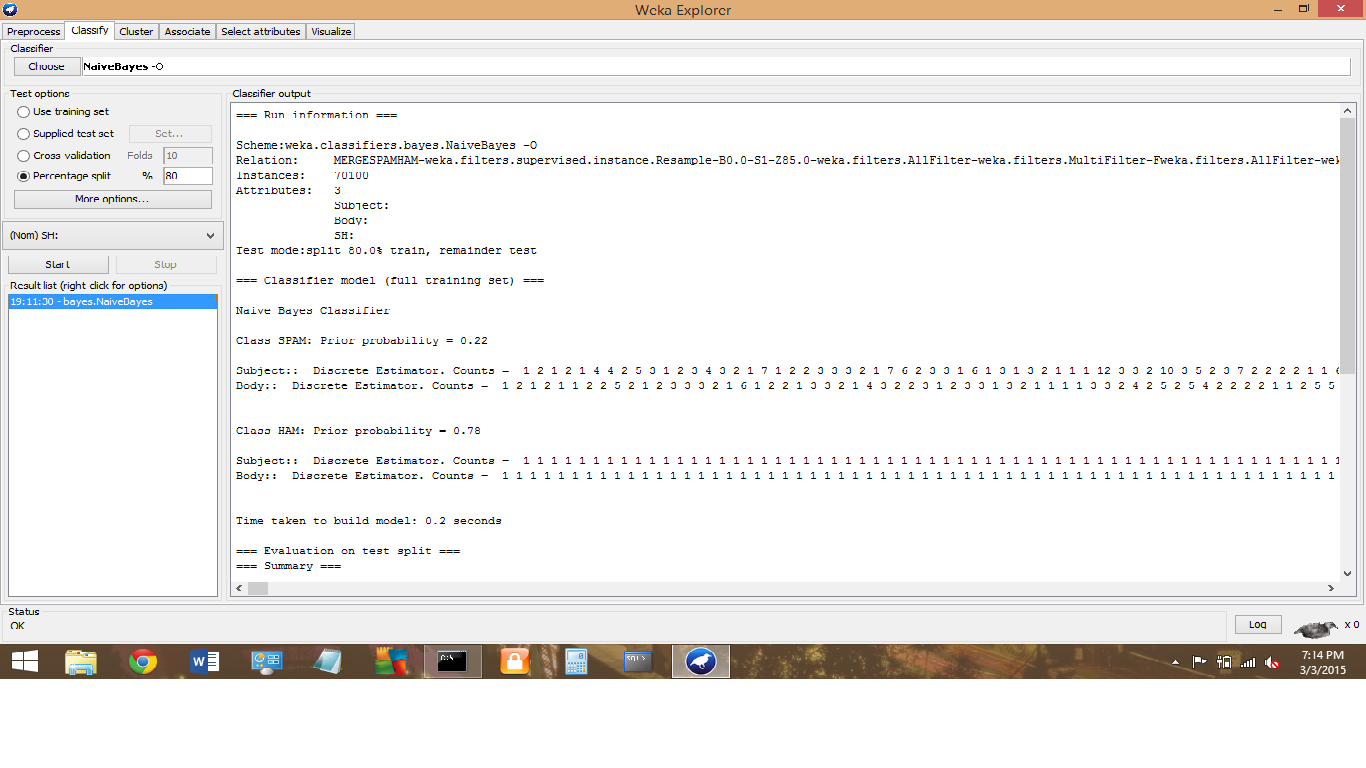 Weka Explorer
Preprocess Classify Cluster Associate Select attributes Visualize
Classifier
Choose NaiveBayes -O
Test options
Use training set
Supplied test set Set...
Cross-validation Folds 10
Percentage split % 80
More options...
(Nom) SH:
Start Stop
Result list (right-click for options)
19:11:30 - bayes.NaiveBayes
Classifier output
=== Run information ===
Scheme:weka.classifiers.bayes.NaiveBayes -O
Relation: MERGESPAMHAM-weka.filters.supervised.instance.Resample-B0.0-S1-Z85.0-weka.filters.AllFilter-weka.filters.MultiFilter-Fweka.filters.AllFilter-wek
Instances: 70100
Attributes: 3
Subject:
Body:
SH:
Test mode:split 80.0% train, remainder test
=== Classifier model (full training set) ===
Naive Bayes Classifier
Class SPAM: Prior probability = 0.22
Subject:: Discrete Estimator. Counts = 1 2 1 2 1 4 4 2 5 3 1 2 3 4 3 2 1 7 1 2 2 3 3 3 2 1 7 6 2 3 3 1 6 1 3 1 3 2 1 1 1 12 3 3 2 10 3 5 2 3 7 2 2 2 2 1 1 6
Body:: Discrete Estimator. Counts = 1 2 1 2 1 1 2 2 5 2 1 2 3 3 3 2 1 6 1 2 2 1 3 3 2 1 4 3 2 2 3 1 2 3 3 1 3 2 1 1 1 1 3 3 2 4 2 5 2 5 4 2 2 2 2 1 1 2 5 5
Class HAM: Prior probability = 0.78
Subject:: Discrete Estimator. Counts = 1 1 1 1 1 1 1 1 1 1 1 1 1 1 1 1 1 1 1 1 1 1 1 1 1 1 1 1 1 1 1 1 1 1 1 1 1 1 1 1 1 1 1 1 1 1 1 1 1 1 1 1 1 1 1 1 1 1 1
Body:: Discrete Estimator. Counts = 1 1 1 1 1 1 1 1 1 1 1 1 1 1 1 1 1 1 1 1 1 1 1 1 1 1 1 1 1 1 1 1 1 1 1 1 1 1 1 1 1 1 1 1 1 1 1 1 1 1 1 1 1 1 1 1 1 1 1 1
Time taken to build model: 0.2 seconds
=== Evaluation on test split ===
=== Summary ===
Status
OK
Log x 0
7:14 PM
3/3/2015